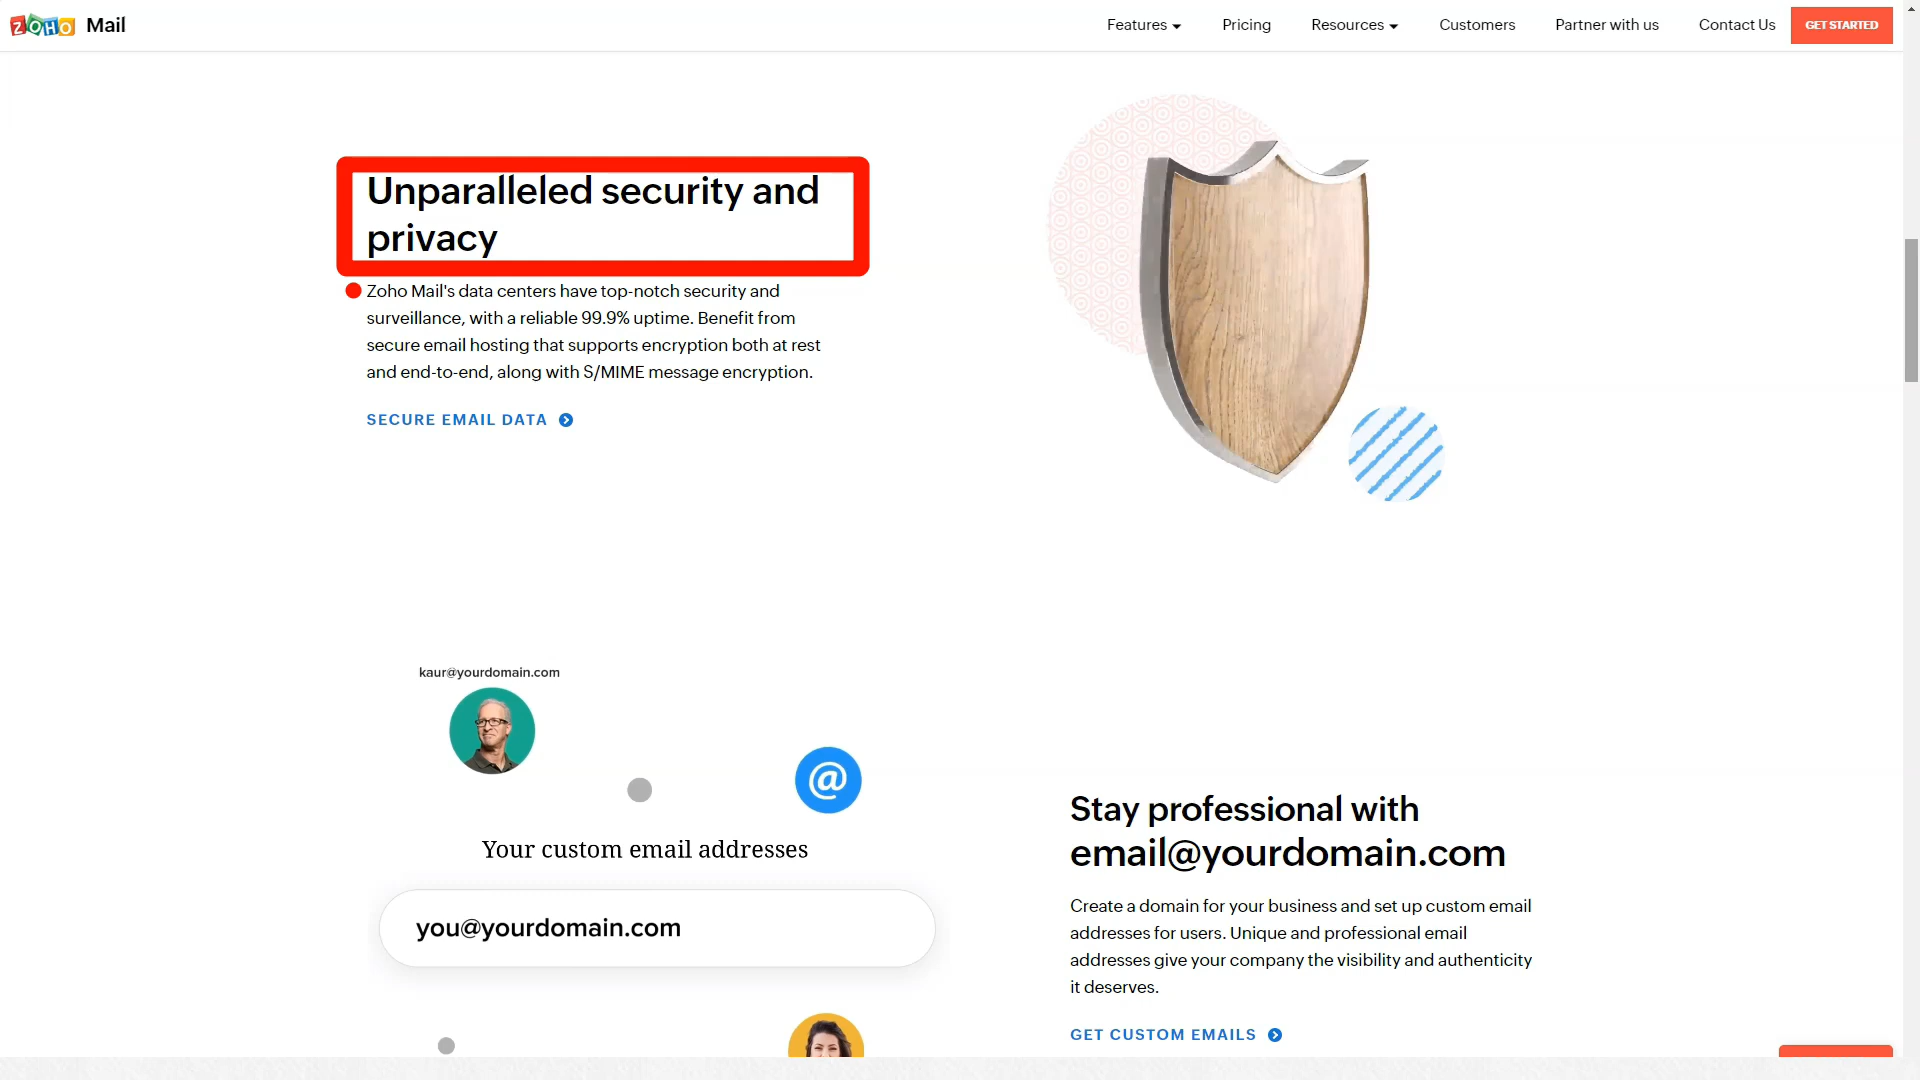 ZOHO Mail
Features
Pricing
Resources
Customers
Partner with us
Contact Us
GET STARTED
Unparalleled security and
privacy
Zoho Mail's data centers have top-notch security and
surveillance, with a reliable 99.9% uptime. Benefit from
secure email hosting that supports encryption both at rest
and end-to-end, along with S/MIME message encryption.
SECURE EMAIL DATA
kaur@yourdomain.com
@
Your custom email addresses
you@yourdomain.com
Stay professional with
email@yourdomain.com
Create a domain for your business and set up custom email
addresses for users. Unique and professional email
addresses give your company the visibility and authenticity
it deserves.
GET CUSTOM EMAILS